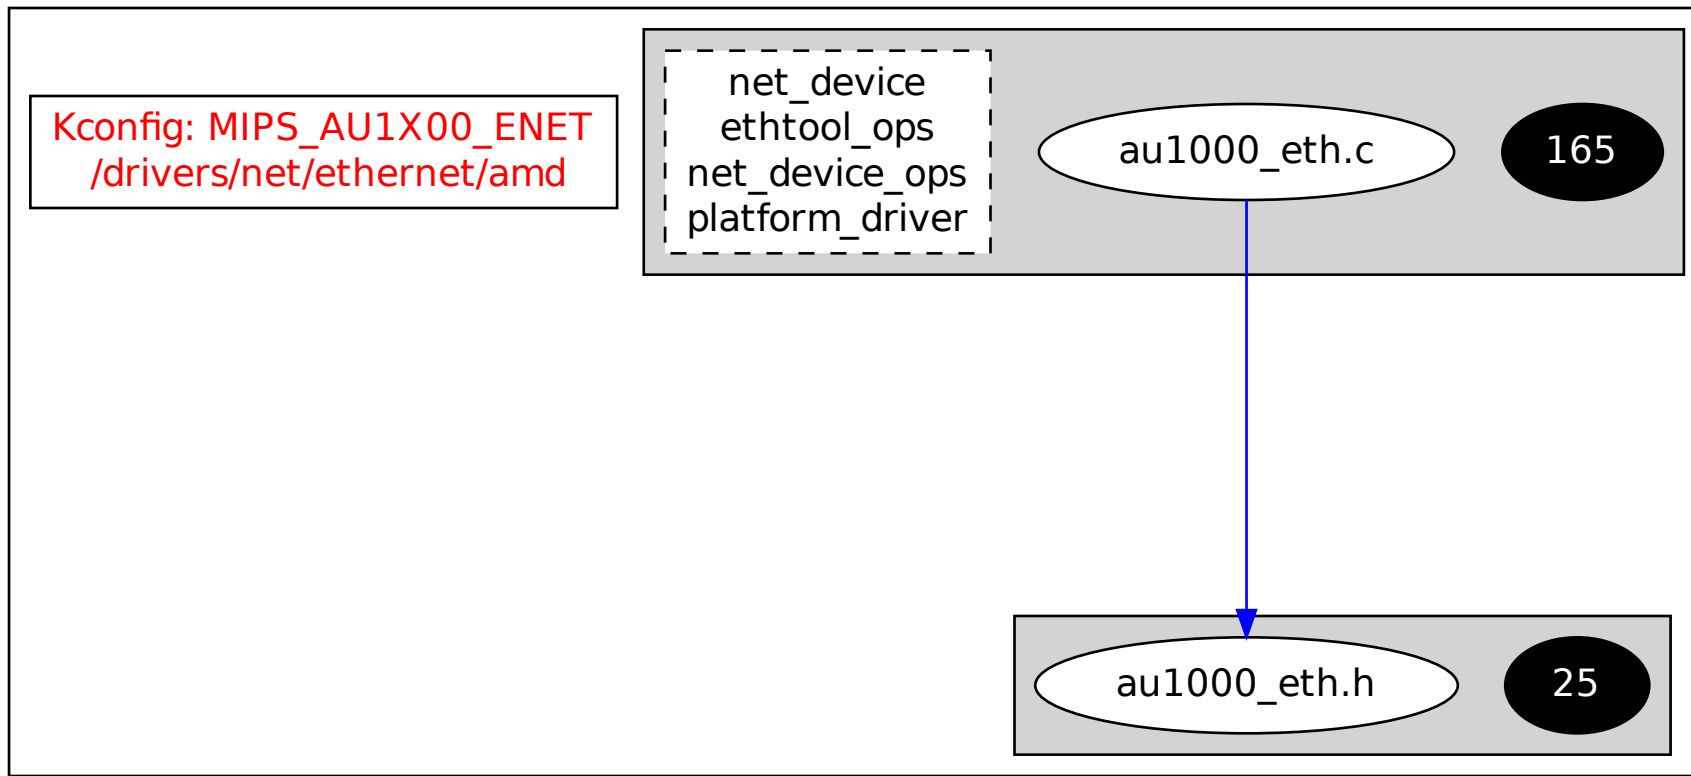 Kconfig: MIPS_AU1X00_ENET
/drivers/net/ethernet/amd
net_device
ethtool_ops
net_device_ops
platform_driver
au1000_eth.c
165
au1000_eth.h
25